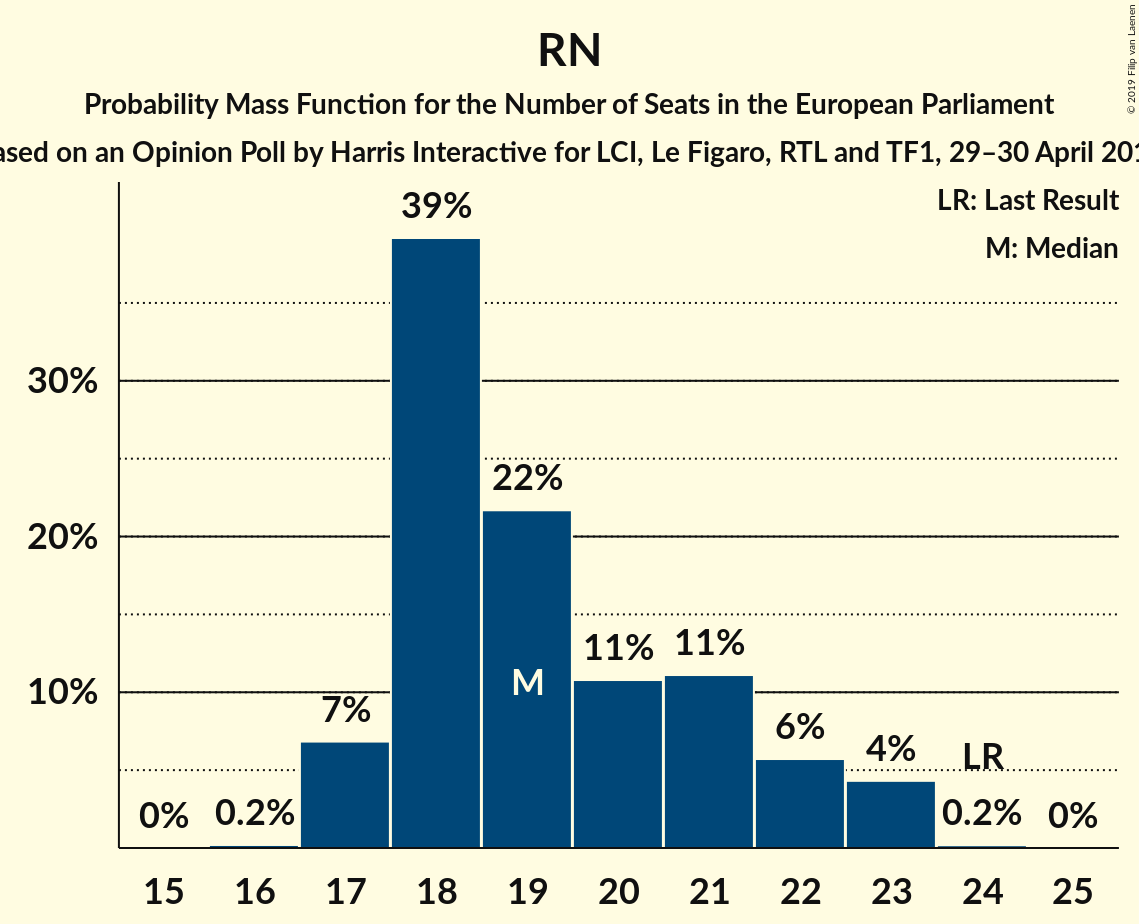 RN
Probability Mass Function for the Number of Seats in the European Parliament
ased on an Opinion Poll by Harris Interactive for LCI, Le Figaro, RTL and TF1, 29–30 April 201
© 2019 Filip van Laenen
LR: Last Result
M: Median
39%
30%
22%
20%
11% 11%
M
10%
7%
6%
4%
LR
0% 0.2% 0.2% 0%
15 16 17 18 19 20 21 22 23 24 25